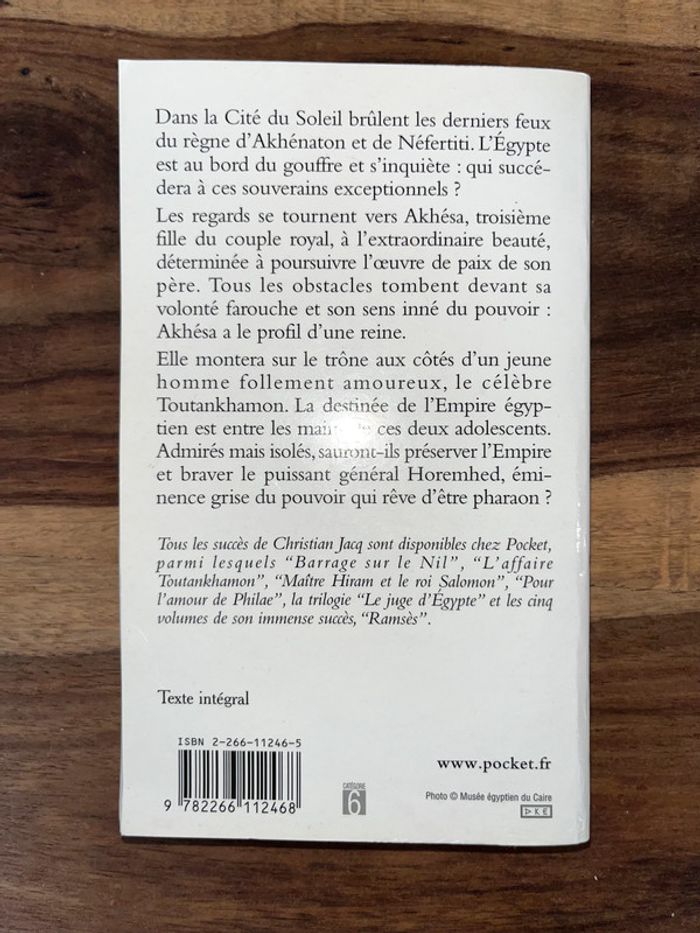 Dans la Cité du Soleil brûlent les derniers feux
du règne d'Akhénaton et de Néfertiti. L'Égypte
est au bord du gouffre et s'inquiète : qui succé-
dera à ces souverains exceptionnels ?
Les regards se tournent vers Akhésa, troisième
fille du couple royal, à l'extraordinaire beauté,
déterminée à poursuivre l'œuvre de paix de son
père. Tous les obstacles tombent devant sa
volonté farouche et son sens inné du pouvoir :
Akhésa a le profil d'une reine.
Elle montera sur le trône aux côtés d'un jeune
homme follement amoureux, le célèbre
Toutankhamon. La destinée de l'Empire égyp-
tien est entre les mains de ces deux adolescents.
Admirés mais isolés, sauront-ils préserver l'Empire
et braver le puissant général Horemhed, émi-
nence grise du pouvoir qui rêve d'être pharaon ?
Tous les succès de Christian Jacq sont disponibles chez Pocket,
parmi lesquels “Barrage sur le Nil”, “L'affaire
Toutankhamon”, “Maître Hiram et le roi Salomon”, “Pour
l'amour de Philae”, la trilogie “Le juge d'Égypte” et les cinq
volumes de son immense succès, “Ramsès”.
Texte intégral
ISBN 2-266-11246-5
9 782266 112468
CATÉGORIE
6
www.pocket.fr
Photo © Musée égyptien du Caire